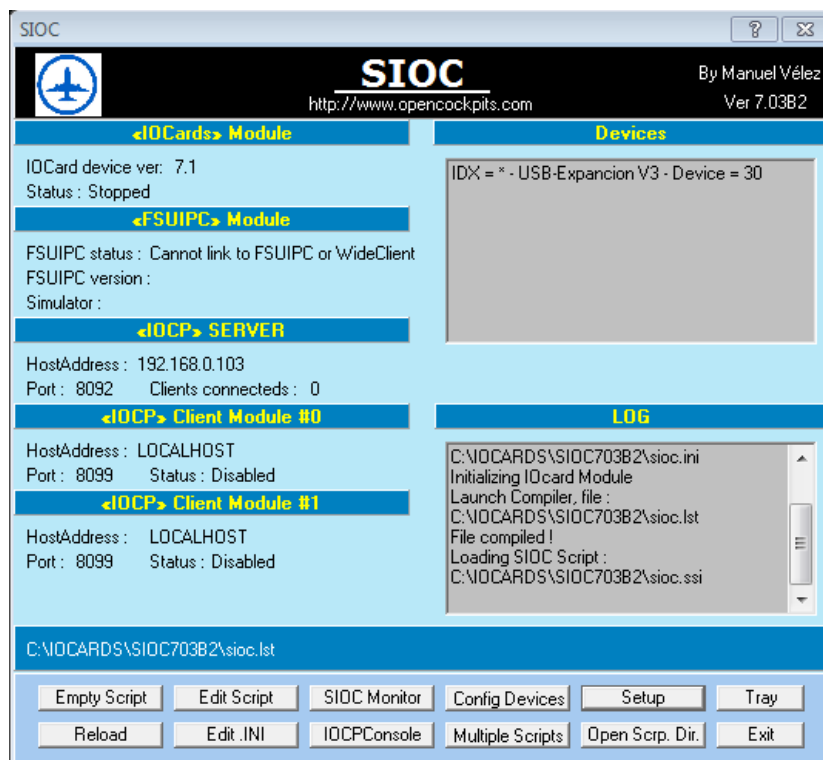 SIOC
SIOC
http://www.opencockpits.com
By Manuel Vélez
Ver 7.03B2
«IOCards» Module
IOCard device ver: 7.1
Status : Stopped
«FSUIPC» Module
FSUIPC status : Cannot link to FSUIPC or WideClient
FSUIPC version :
Simulator :
«IOCP» SERVER
HostAddress : 192.168.0.103
Port : 8092 Clients connecteds : 0
«IOCP» Client Module #0
HostAddress : LOCALHOST
Port : 8099 Status : Disabled
«IOCP» Client Module #1
HostAddress : LOCALHOST
Port : 8099 Status : Disabled
Devices
IDX = * - USB-Expancion V3 - Device = 30
LOG
C:\IOCARDS\SIOC703B2\sioc.ini
Initializing IOcard Module
Launch Compiler, file :
C:\IOCARDS\SIOC703B2\sioc.lst
File compiled !
Loading SIOC Script :
C:\IOCARDS\SIOC703B2\sioc.ssi
C:\IOCARDS\SIOC703B2\sioc.lst
Empty Script Edit Script SIOC Monitor Config Devices Setup Tray
Reload Edit .INI IOCPConsole Multiple Scripts Open Scrp. Dir. Exit